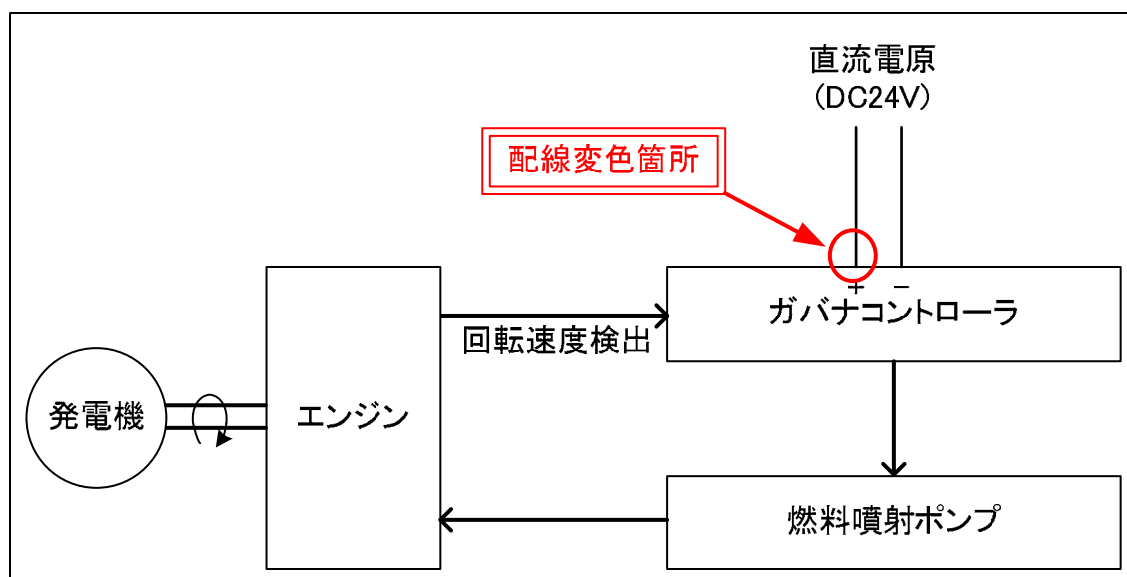 直流電原
(DC24V)
配線変色箇所
+ −
ガバナコントローラ
回転速度検出
発電機
エンジン
燃料噴射ポンプ